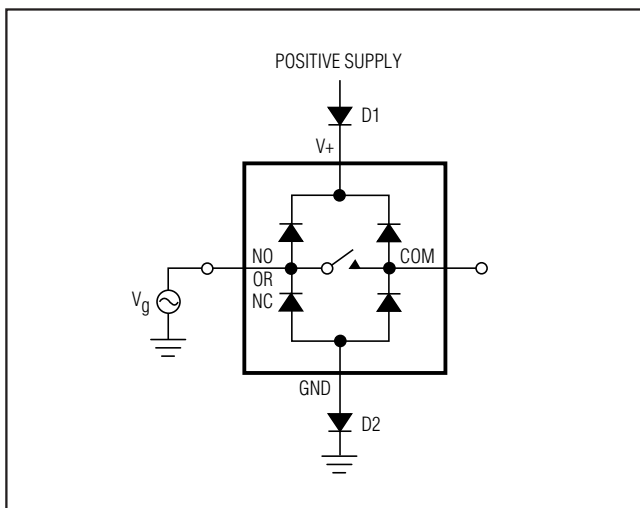 POSITIVE SUPPLY
D1
V+
NO
OR
NC
COM
Vg
GND
D2